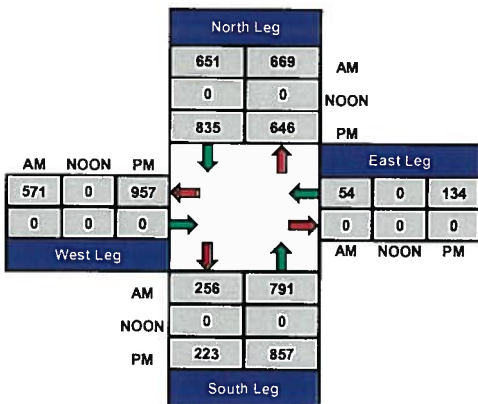 North Leg
651 669 AM
0 0 NOON
835 646 PM
AM NOON PM
571 0 957
0 0 0
West Leg
East Leg
54 0 134
0 0 0
AM NOON PM
AM 256 791
NOON 0 0
PM 223 857
South Leg